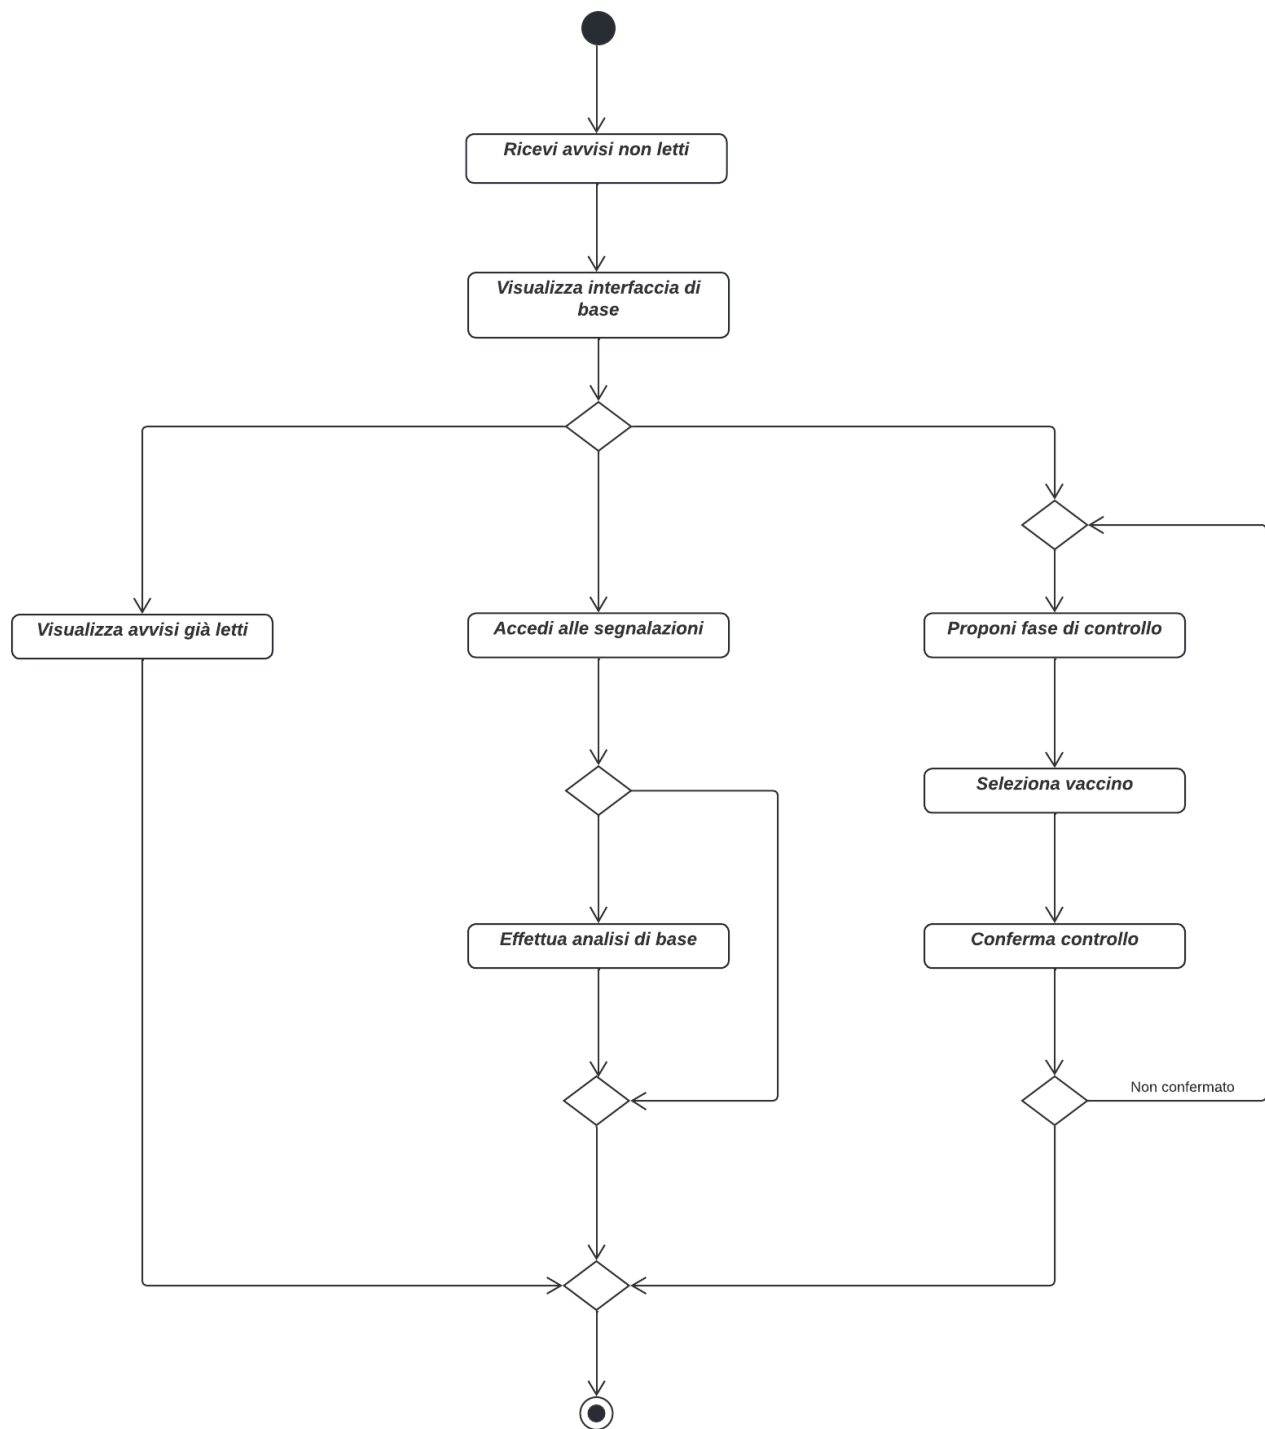 Ricevi avvisi non letti
Visualizza interfaccia di
base
Visualizza avvisi già letti
Accedi alle segnalazioni
Proponi fase di controllo
Seleziona vaccino
Effettua analisi di base
Conferma controllo
Non confermato